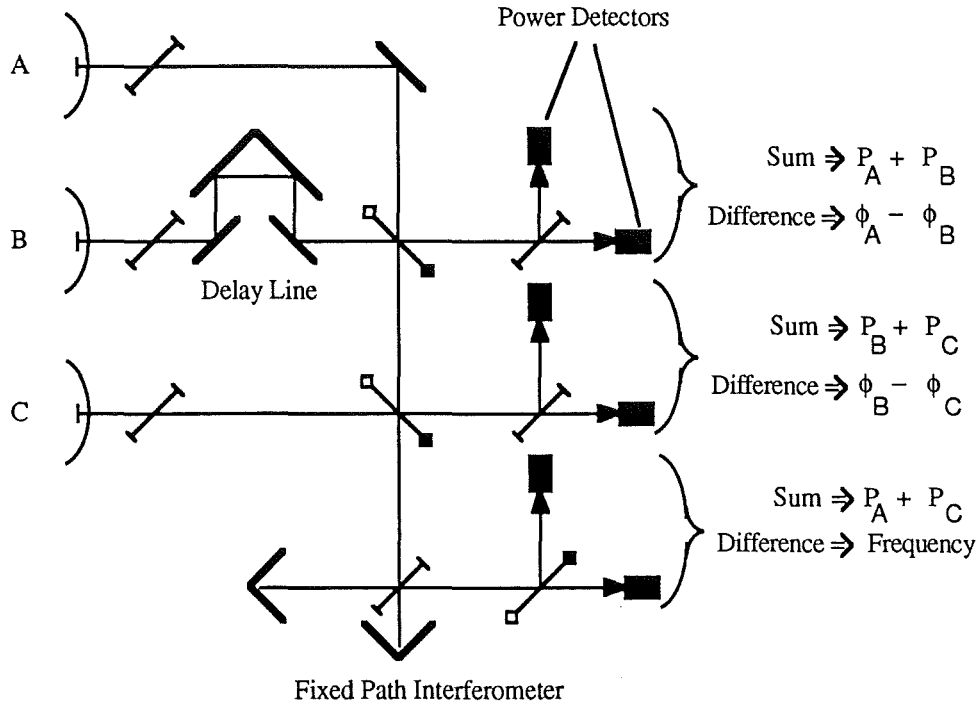 Power Detectors
A
Sum ⇒ P_A + P_B
B
Difference ⇒ ϕ_A − ϕ_B
Delay Line
Sum ⇒ P_B + P_C
C
Difference ⇒ ϕ_B − ϕ_C
Sum ⇒ P_A + P_C
Difference ⇒ Frequency
Fixed Path Interferometer